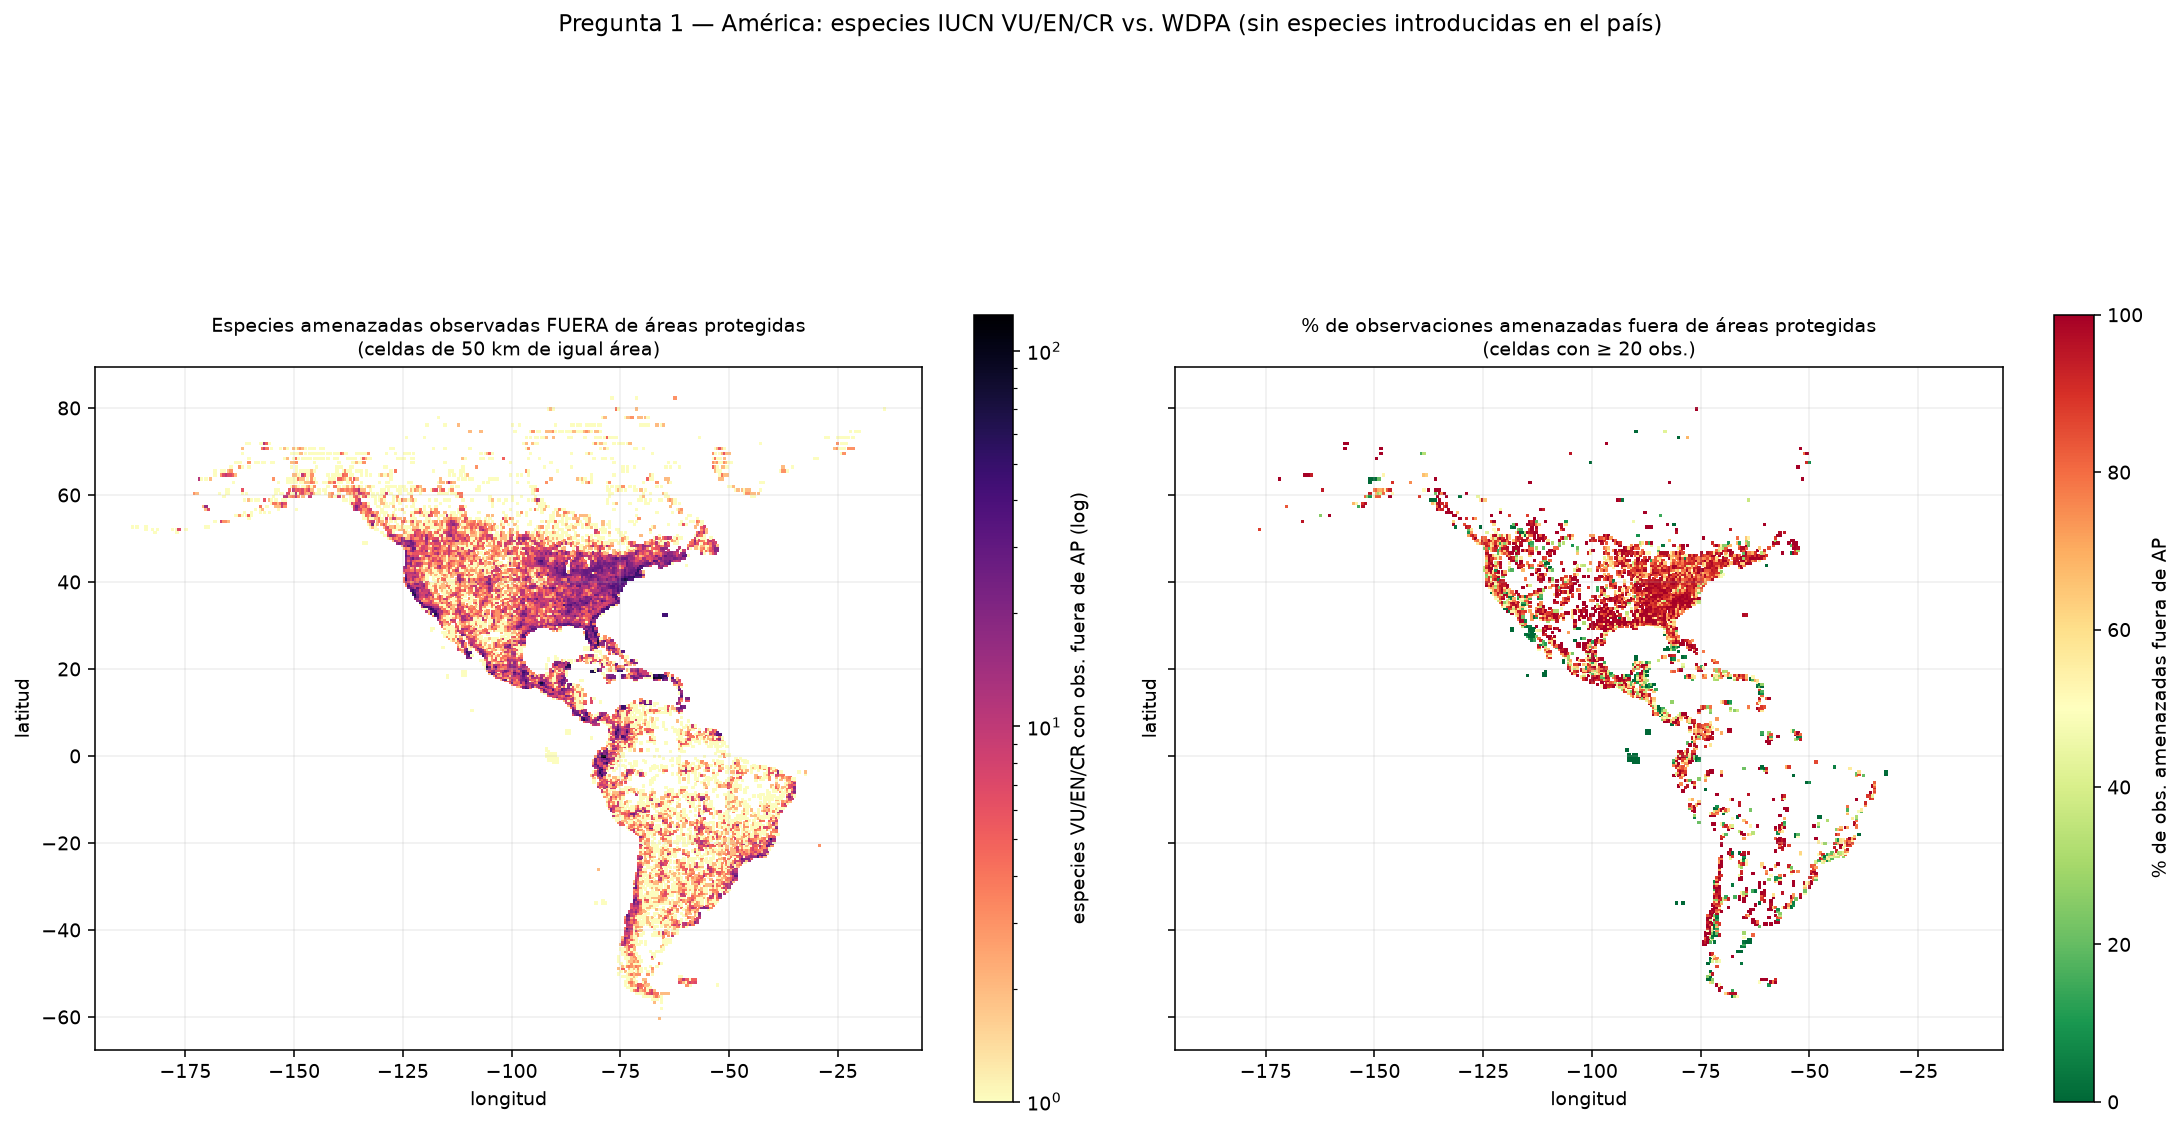 Pregunta 1 — América: especies IUCN VU/EN/CR vs. WDPA (sin especies introducidas en el país)
Especies amenazadas observadas FUERA de áreas protegidas
(celdas de 50 km de igual área)
80
60
40
20
0
−20
−40
−60
latitud
−175
−150
−125
−100
−75
−50
−25
longitud
10²
10¹
10⁰
especies VU/EN/CR con obs. fuera de AP (log)
% de observaciones amenazadas fuera de áreas protegidas
(celdas con ≥ 20 obs.)
latitud
−175
−150
−125
−100
−75
−50
−25
longitud
100
80
60
40
20
0
% de obs. amenazadas fuera de AP